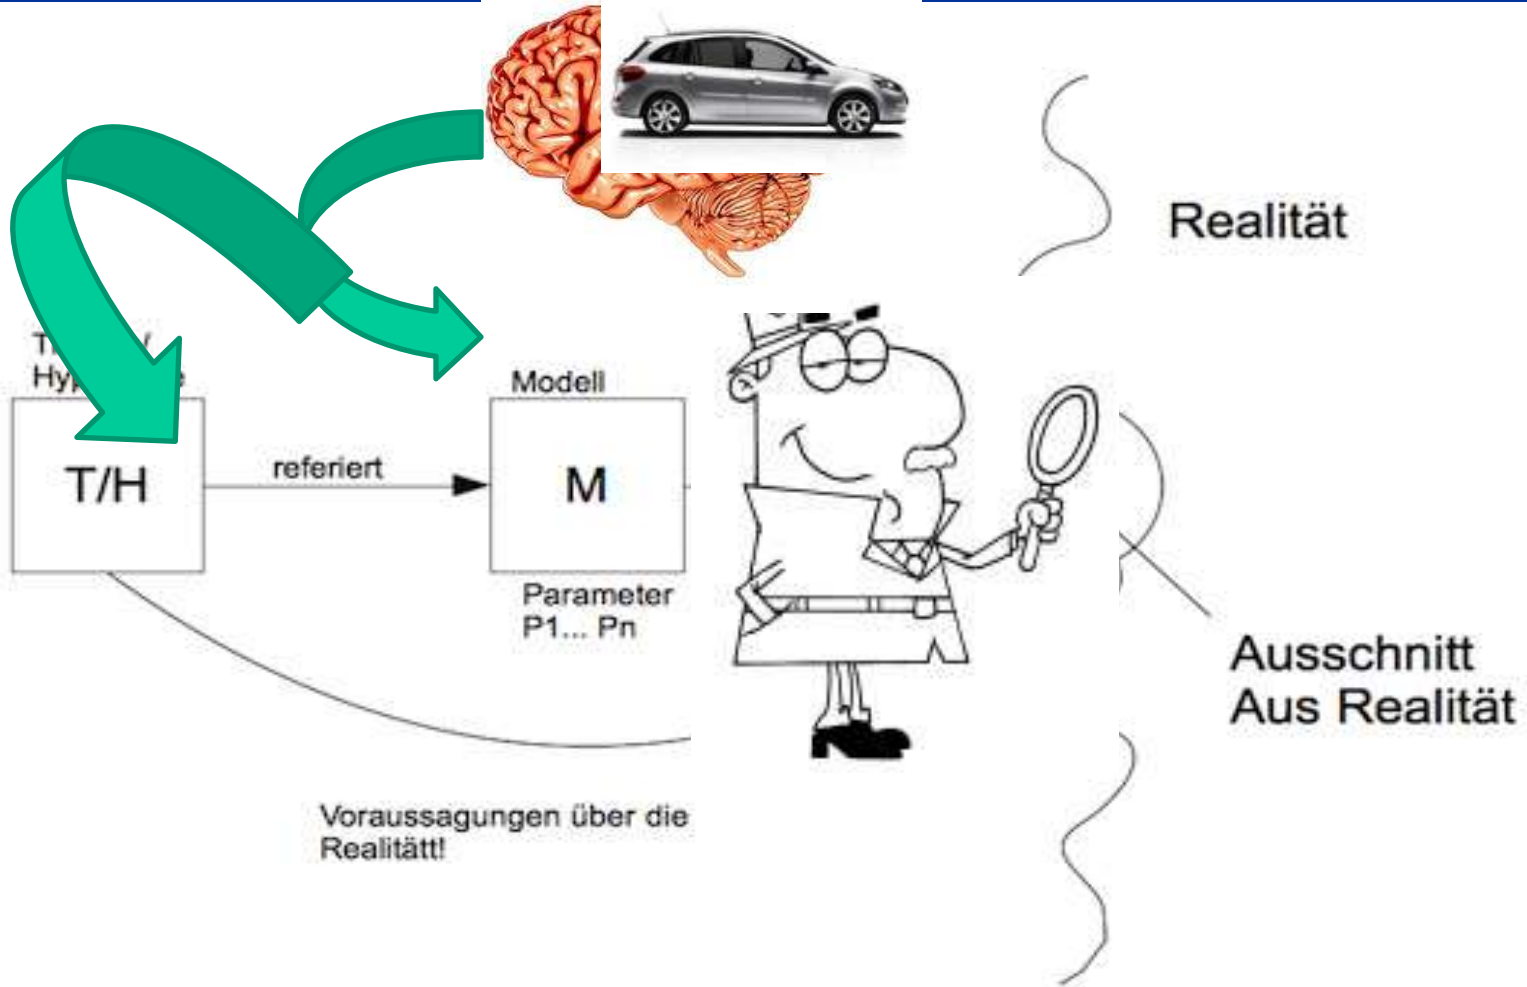 Realität
Modell
T/H
referiert
M
Parameter
P1... Pn
Ausschnitt
Aus Realität
Voraussagungen über die
Realitätt!